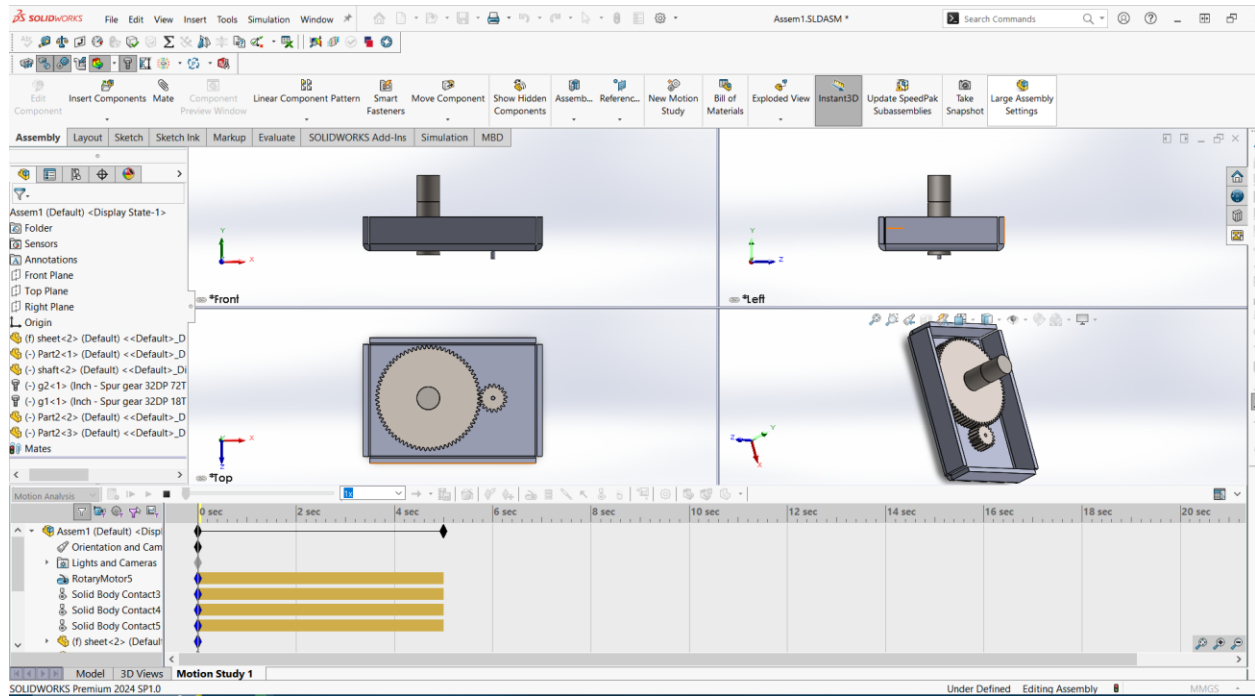 SOLIDWORKS File Edit View Insert Tools Simulation Window Assem1.SLDASM * Search Commands
Edit Component Insert Components Mate Component Preview Window Linear Component Pattern Smart Fasteners Move Component Show Hidden Components Assemb... Referenc... New Motion Study Bill of Materials Exploded View Instant3D Update SpeedPak Subassemblies Take Snapshot Large Assembly Settings
Assembly Layout Sketch Sketch Ink Markup Evaluate SOLIDWORKS Add-Ins Simulation MBD
Assem1 (Default) <Display State-1>
Folder
Sensors
Annotations
Front Plane
Top Plane
Right Plane
Origin
(f) sheet<2> (Default) <<Default>_D
(-) Part2<1> (Default) <<Default>_D
(-) shaft<2> (Default) <<Default>_Di
(-) g2<1> (Inch - Spur gear 32DP 72T
(-) g1<1> (Inch - Spur gear 32DP 18T
(-) Part2<2> (Default) <<Default>_D
(-) Part2<3> (Default) <<Default>_D
Mates
Y
X
*Front
Y
Z
*Left
X
Z
*Top
Z
Y
X
Motion Analysis 1x
0 sec 2 sec 4 sec 6 sec 8 sec 10 sec 12 sec 14 sec 16 sec 18 sec 20 sec
Assem1 (Default) <Displ
Orientation and Cam
Lights and Cameras
RotaryMotor5
Solid Body Contact3
Solid Body Contact4
Solid Body Contact5
(f) sheet<2> (Default
Model 3D Views Motion Study 1
SOLIDWORKS Premium 2024 SP1.0 Under Defined Editing Assembly MMGS